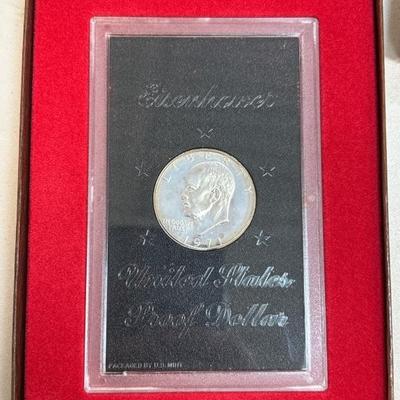 Eisenhower
LIBERTY
IN GOD WE
TRUST
1971
United States
Proof Dollar
PACKAGED BY U.S. MINT